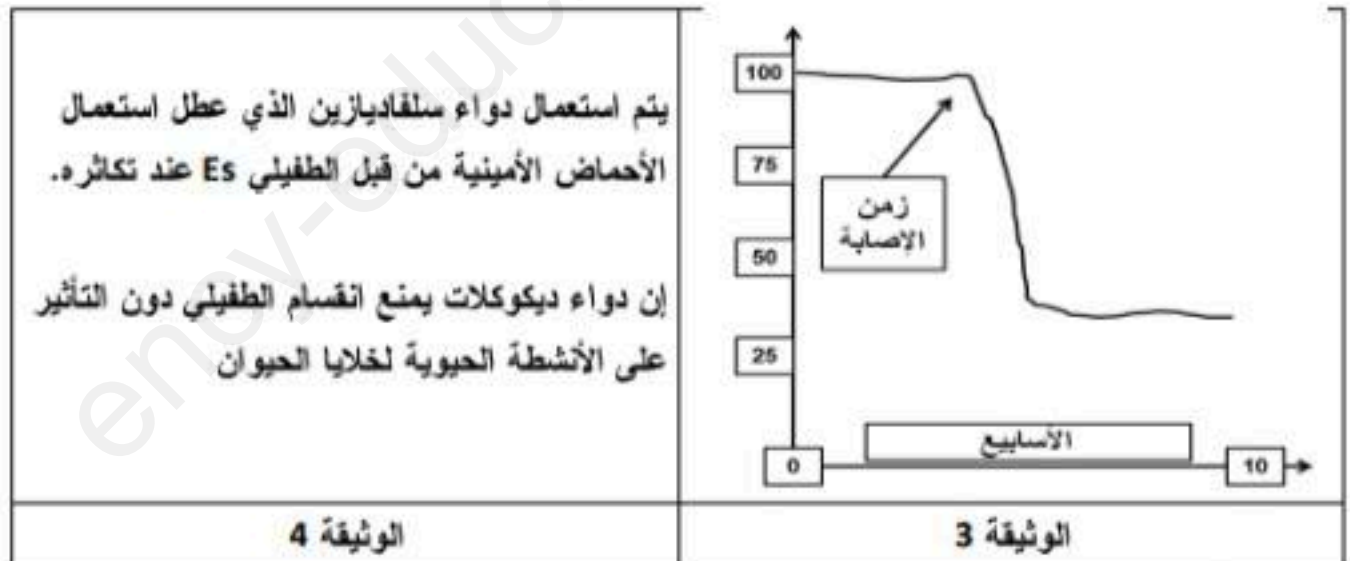 يتم استعمال دواء سلفاديازين الذي عطل استعمال
الأحماض الأمينية من قبل الطفيلي Es عند تكاثره.
إن دواء ديكوكلات يمنع انقسام الطفيلي دون التأثير
على الأنشطة الحيوية لخلايا الحيوان
100
75
50
25
0
10
زمن
الإصابة
الأسابيع
الوثيقة 3
الوثيقة 4